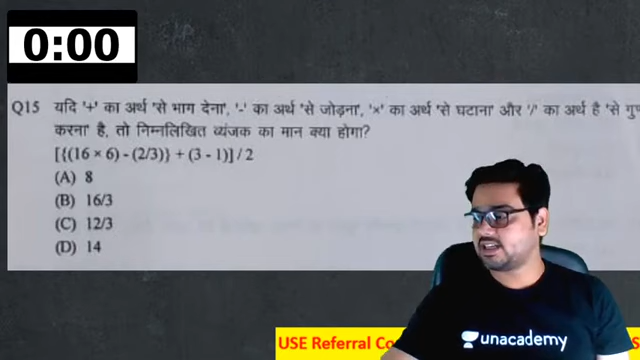 0:00
Q15 यदि '+' का अर्थ 'से भाग देना', '-' का अर्थ 'से जोड़ना', '×' का अर्थ 'से घटाना' और '/' का अर्थ है 'से
करना' है, तो निम्नलिखित व्यंजक का मान क्या होगा?
[{(16 × 6) - (2/3)} + (3 - 1)] / 2
(A) 8
(B) 16/3
(C) 12/3
(D) 14
unacademy
USE Referral